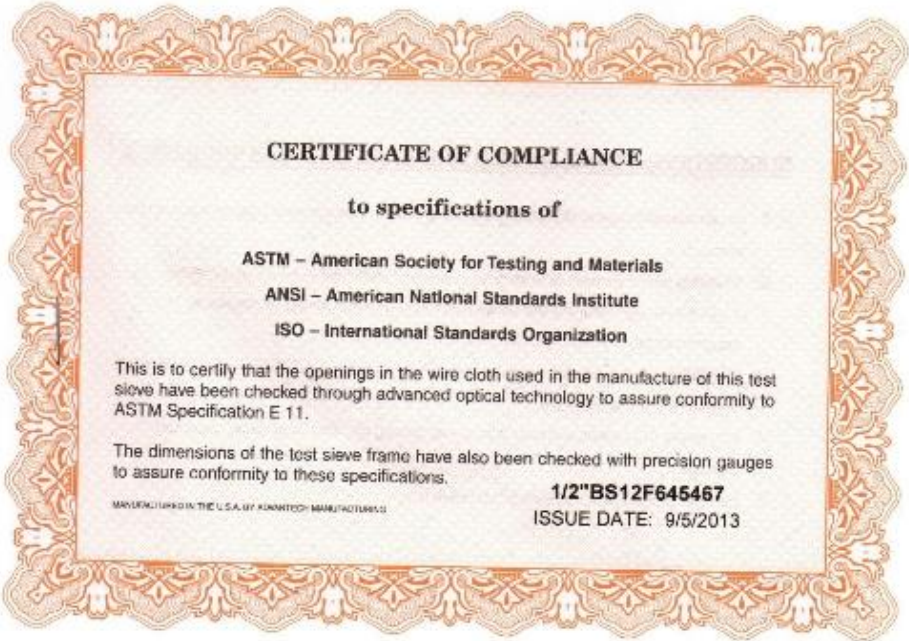 CERTIFICATE OF COMPLIANCE
to specifications of
ASTM – American Society for Testing and Materials
ANSI – American National Standards Institute
ISO – International Standards Organization
This is to certify that the openings in the wire cloth used in the manufacture of this test
sieve have been checked through advanced optical technology to assure conformity to
ASTM Specification E 11.
The dimensions of the test sieve frame have also been checked with precision gauges
to assure conformity to these specifications.
1/2"BS12F645467
MANUFACTURED IN THE U.S.A. BY ADVANTECH MANUFACTURING
ISSUE DATE: 9/5/2013